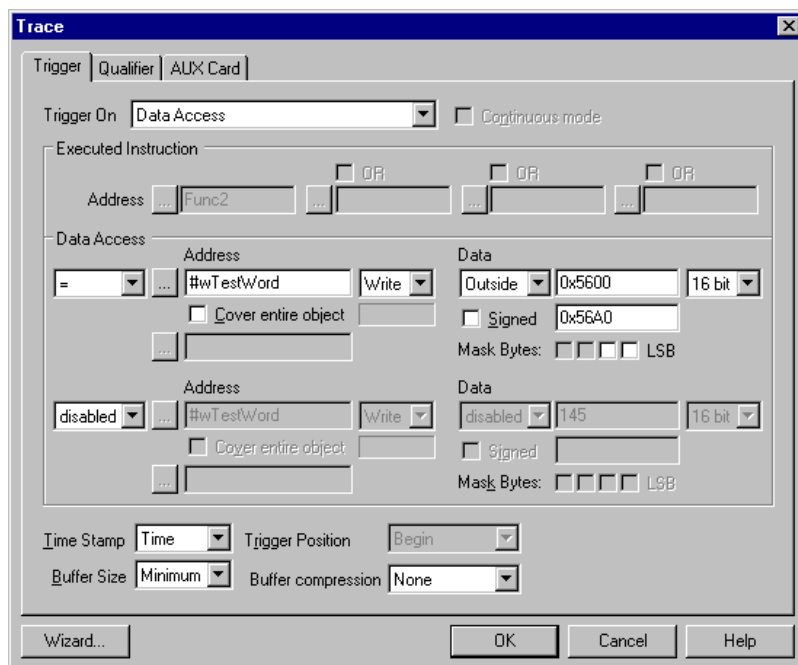 Trace
Trigger Qualifier AUX Card
Trigger On Data Access Continuous mode
Executed Instruction
OR OR OR
Address ... Func2 ... ... ...
Data Access
Address Data
= ... #wTestWord Write Outside 0x5600 16 bit
Cover entire object Signed 0x56A0
... Mask Bytes: LSB
Address Data
disabled ... #wTestWord Write disabled 145 16 bit
Cover entire object Signed
... Mask Bytes: LSB
Time Stamp Time Trigger Position Begin
Buffer Size Minimum Buffer compression None
Wizard... OK Cancel Help